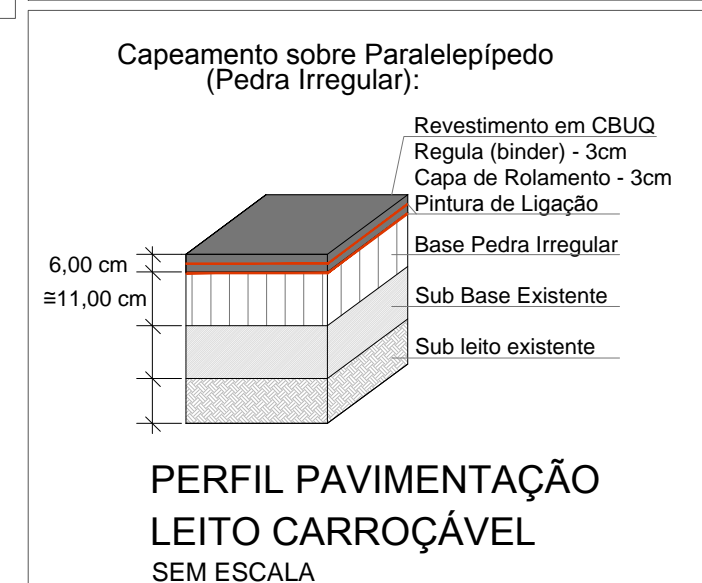 Capeamento sobre Paralelepípedo
(Pedra Irregular):
Revestimento em CBUQ
Regula (binder) - 3cm
Capa de Rolamento - 3cm
Pintura de Ligação
Base Pedra Irregular
6,00 cm
≅11,00 cm
Sub Base Existente
Sub leito existente
PERFIL PAVIMENTAÇÃO
LEITO CARROÇÁVEL
SEM ESCALA